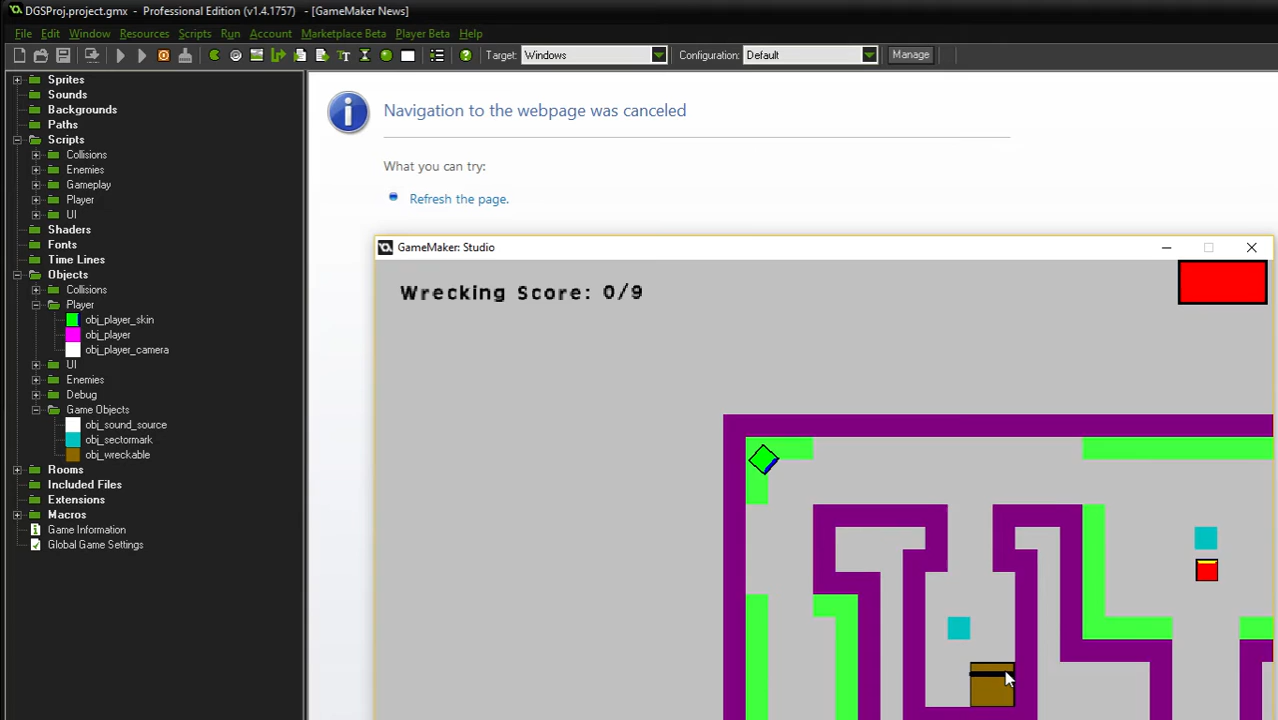 DGSProj.project.gmx - Professional Edition (v1.4.1757) - [GameMaker News]
File Edit Window Resources Scripts Run Account Marketplace Beta Player Beta Help
Target: Windows Configuration: Default Manage
Sprites
Sounds
Backgrounds
Paths
Scripts
Collisions
Enemies
Gameplay
Player
UI
Shaders
Fonts
Time Lines
Objects
Collisions
Player
obj_player_skin
obj_player
obj_player_camera
UI
Enemies
Debug
Game Objects
obj_sound_source
obj_sectormark
obj_wreckable
Rooms
Included Files
Extensions
Macros
Game Information
Global Game Settings
Navigation to the webpage was canceled
What you can try:
Refresh the page.
GameMaker: Studio
Wrecking Score: 0/9